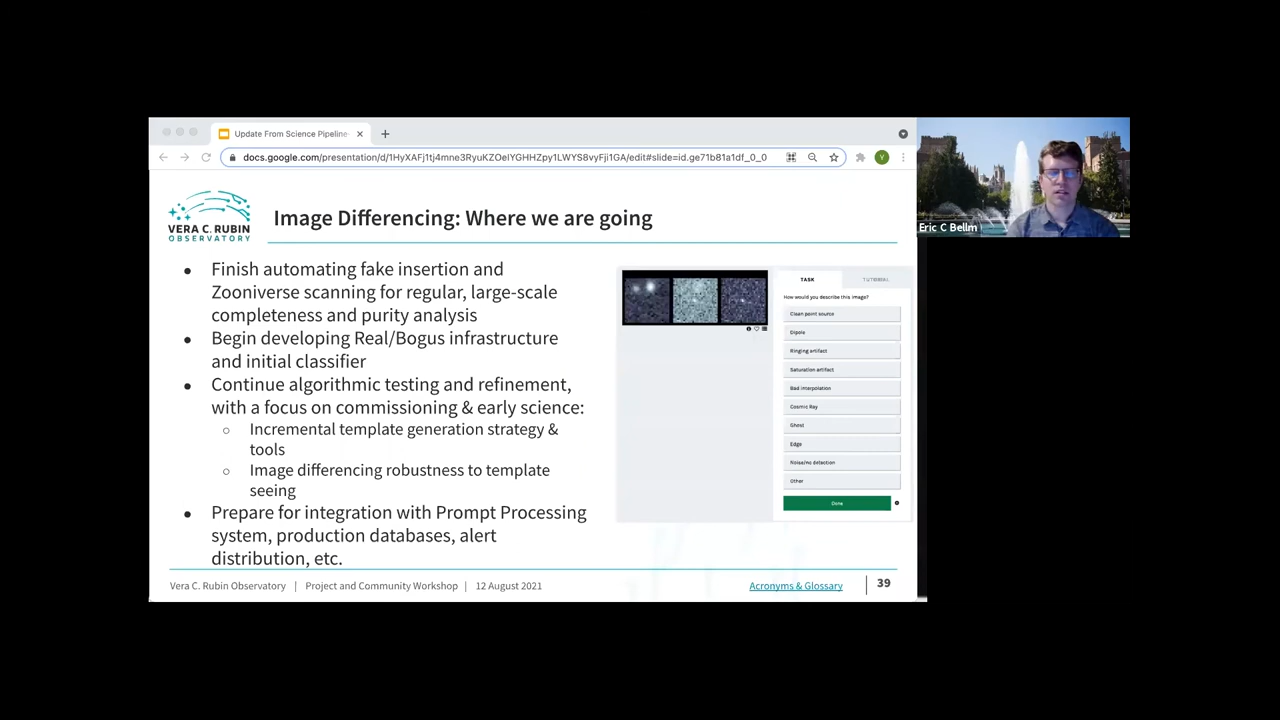 Update From Science Pipeline
docs.google.com/presentation/d/1HyXAFj1tj4mne3RyuKZOeIYGHHZpy1LWYS8vyFji1GA/edit#slide=id.ge71b81a1df_0_0
V
VERA C. RUBIN
OBSERVATORY
Image Differencing: Where we are going
Eric C Bellm
Finish automating fake insertion and
Zooniverse scanning for regular, large-scale
completeness and purity analysis
Begin developing Real/Bogus infrastructure
and initial classifier
Continue algorithmic testing and refinement,
with a focus on commissioning & early science:
Incremental template generation strategy &
tools
Image differencing robustness to template
seeing
Prepare for integration with Prompt Processing
system, production databases, alert
distribution, etc.
TASK
TUTORIAL
How would you describe this image?
Clean point source
Dipole
Ringing artifact
Saturation artifact
Bad interpolation
Cosmic Ray
Ghost
Edge
Noise/no detection
Other
Done
Vera C. Rubin Observatory | Project and Community Workshop | 12 August 2021
Acronyms & Glossary
39